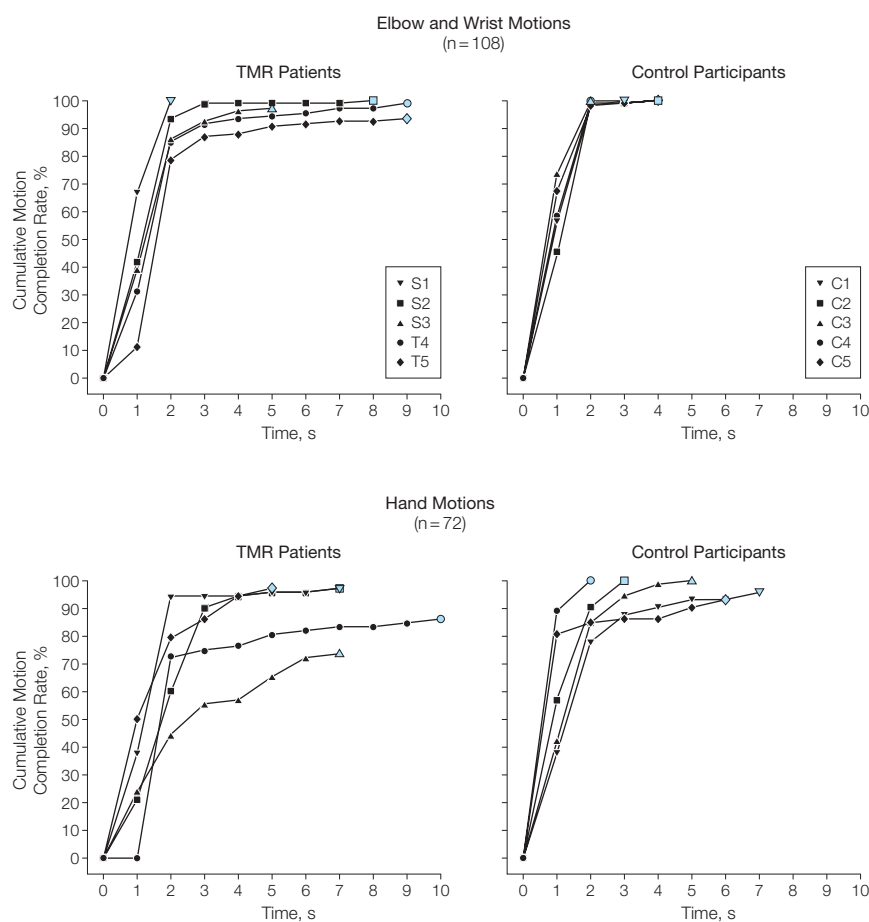 Elbow and Wrist Motions
(n=108)
TMR Patients
Control Participants
Cumulative Motion
Completion Rate, %
100
90
80
70
60
50
40
30
20
10
0
S1
S2
S3
T4
T5
0 1 2 3 4 5 6 7 8 9 10
Time, s
C1
C2
C3
C4
C5
0 1 2 3 4 5 6 7 8 9 10
Time, s
Hand Motions
(n=72)
TMR Patients
Control Participants
Cumulative Motion
Completion Rate, %
100
90
80
70
60
50
40
30
20
10
0
0 1 2 3 4 5 6 7 8 9 10
Time, s
0 1 2 3 4 5 6 7 8 9 10
Time, s